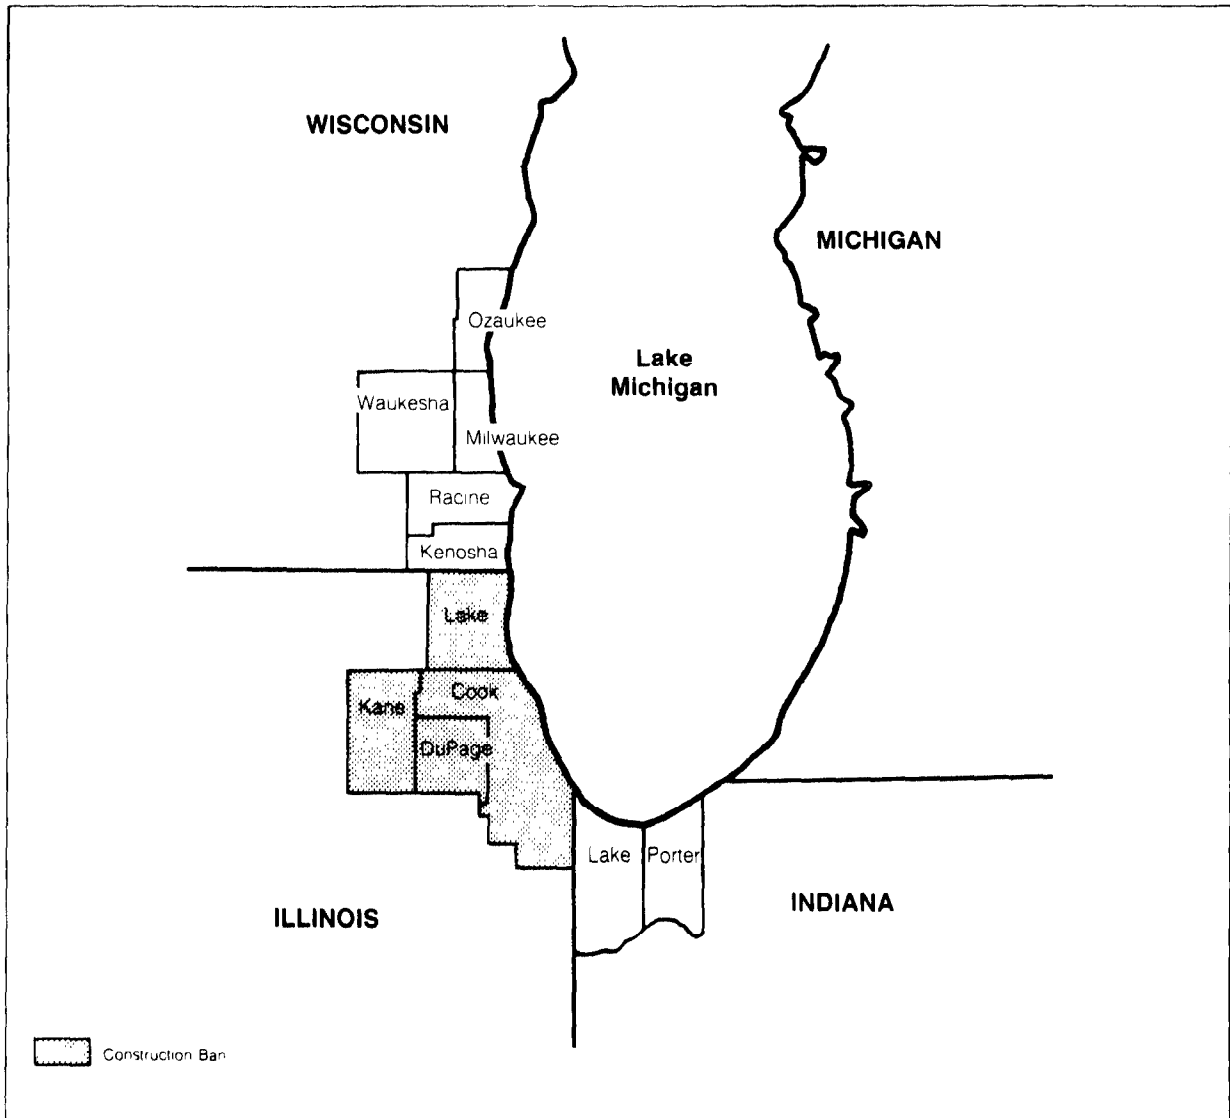 WISCONSIN
MICHIGAN
Ozaukee
Lake
Michigan
Waukesha
Milwaukee
Racine
Kenosha
Lake
Cook
Kane
DuPage
Lake
Porter
INDIANA
ILLINOIS
Construction Ban